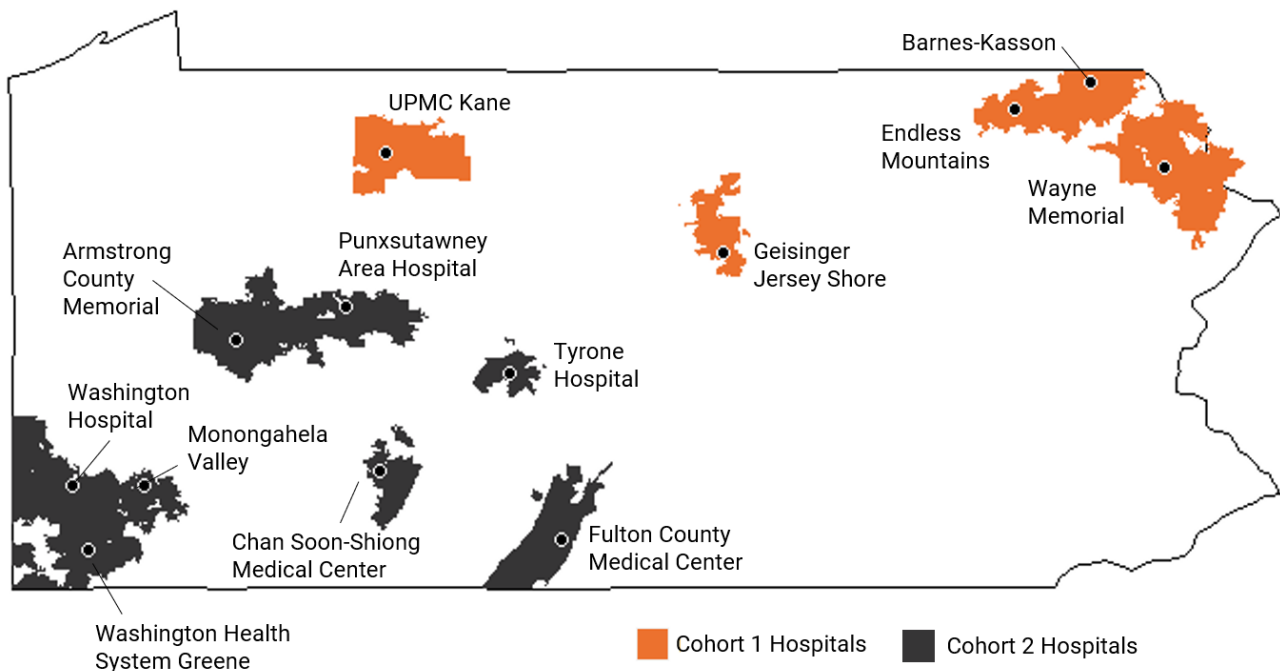 Barnes-Kasson
UPMC Kane
Endless
Mountains
Wayne
Memorial
Armstrong
County
Memorial
Punxsutawney
Area Hospital
Geisinger
Jersey Shore
Tyrone
Hospital
Washington
Hospital
Monongahela
Valley
Chan Soon-Shiong
Medical Center
Fulton County
Medical Center
Washington Health
System Greene
Cohort 1 Hospitals
Cohort 2 Hospitals